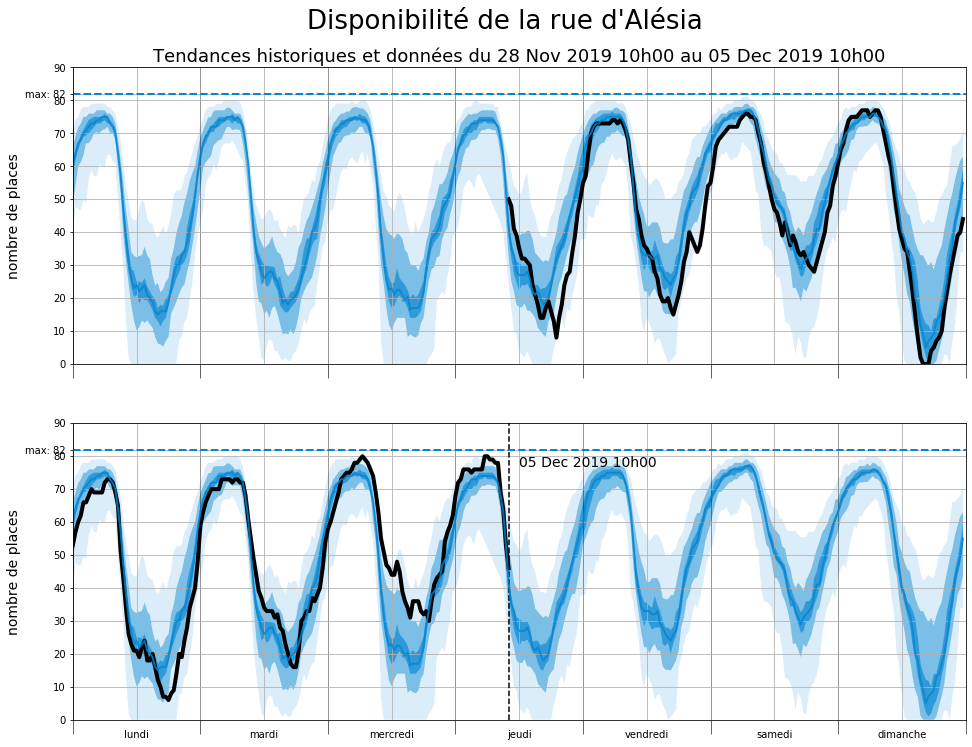 Disponibilité de la rue d'Alésia
Tendances historiques et données du 28 Nov 2019 10h00 au 05 Dec 2019 10h00
90
max: 82
80
70
60
50
40
30
20
10
0
nombre de places
90
max: 82
80
70
60
50
40
30
20
10
0
nombre de places
05 Dec 2019 10h00
lundi mardi mercredi jeudi vendredi samedi dimanche